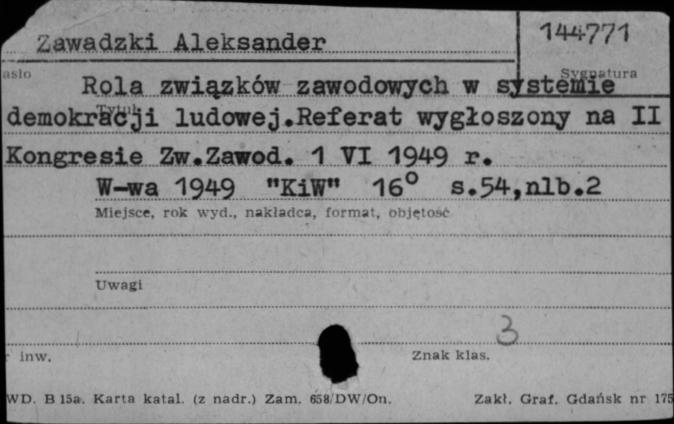 Zawadzki Aleksander
144771
asło
Sygnatura
Rola związków zawodowych w systemie
Tytuł
demokracji ludowej.Referat wygłoszony na II
Kongresie Zw.Zawod. 1 VI 1949 r.
W-wa 1949 "KiW" 16° s.54,nlb.2
Miejsce, rok wyd., nakładca, format, objętość
Uwagi
3
r inw.
Znak klas.
WD. B 15a. Karta katal. (z nadr.) Zam. 658/DW/On.
Zakł. Graf. Gdańsk nr 175